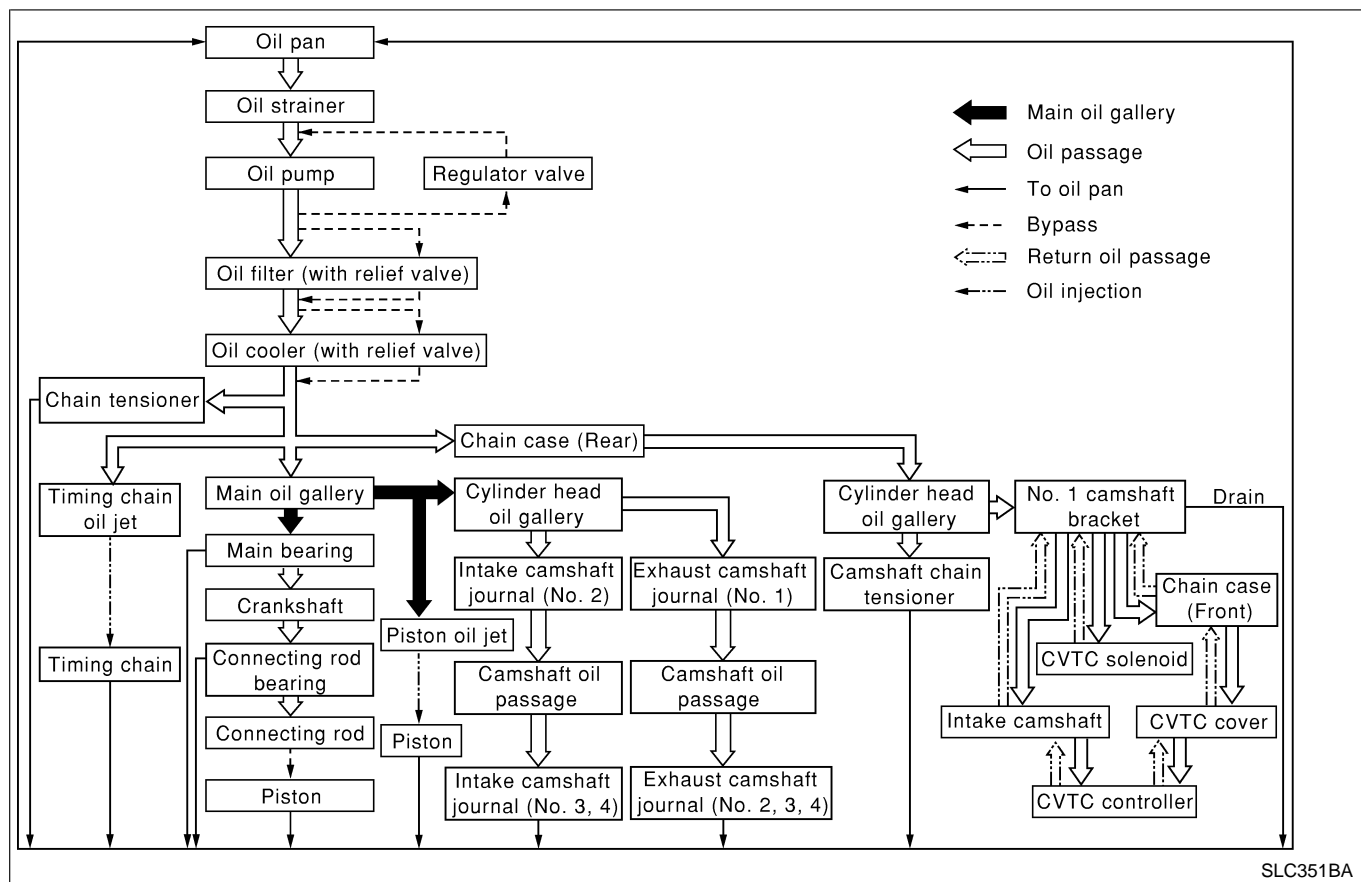 Oil pan
Oil strainer
Oil pump
Regulator valve
Oil filter (with relief valve)
Oil cooler (with relief valve)
Main oil gallery
Oil passage
To oil pan
Bypass
Return oil passage
Oil injection
Chain tensioner
Chain case (Rear)
Timing chain
oil jet
Main oil gallery
Cylinder head
oil gallery
Cylinder head
oil gallery
No. 1 camshaft
bracket
Drain
Main bearing
Intake camshaft
journal (No. 2)
Exhaust camshaft
journal (No. 1)
Camshaft chain
tensioner
Chain case
(Front)
Crankshaft
Piston oil jet
Timing chain
Connecting rod
bearing
CVTC solenoid
Camshaft oil
passage
Camshaft oil
passage
Connecting rod
Piston
Intake camshaft
CVTC cover
Piston
Intake camshaft
journal (No. 3, 4)
Exhaust camshaft
journal (No. 2, 3, 4)
CVTC controller
SLC351BA